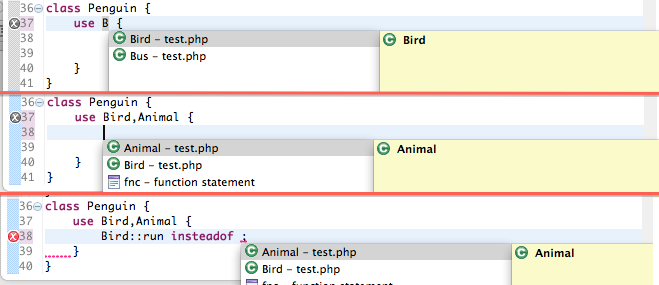 36 class Penguin {
37 use B {
38
Bird – test.php
Bird
39
Bus – test.php
40 }
41 }
36 class Penguin {
37 use Bird,Animal {
38
39
Animal – test.php
Animal
40 }
Bird – test.php
41 }
fnc – function statement
36 class Penguin {
37 use Bird,Animal {
38 Bird::run insteadof ;
39 }
Animal – test.php
Animal
40 }
Bird – test.php
fnc – function statement